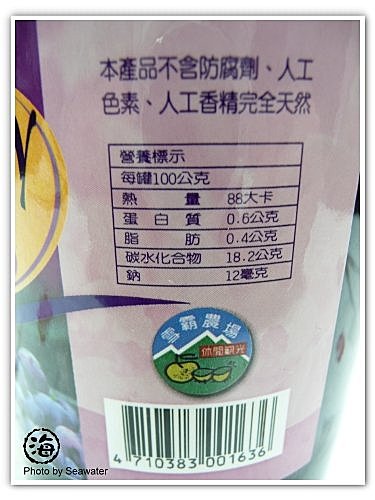 本產品不含防腐劑、人工
色素、人工香精完全天然
營養標示
每罐100公克
熱量 88大卡
蛋白質 0.6公克
脂肪 0.4公克
碳水化合物 18.2公克
鈉 12毫克
雪霸農場
休閒觀光
4 710383 001636
海
Photo by Seawater